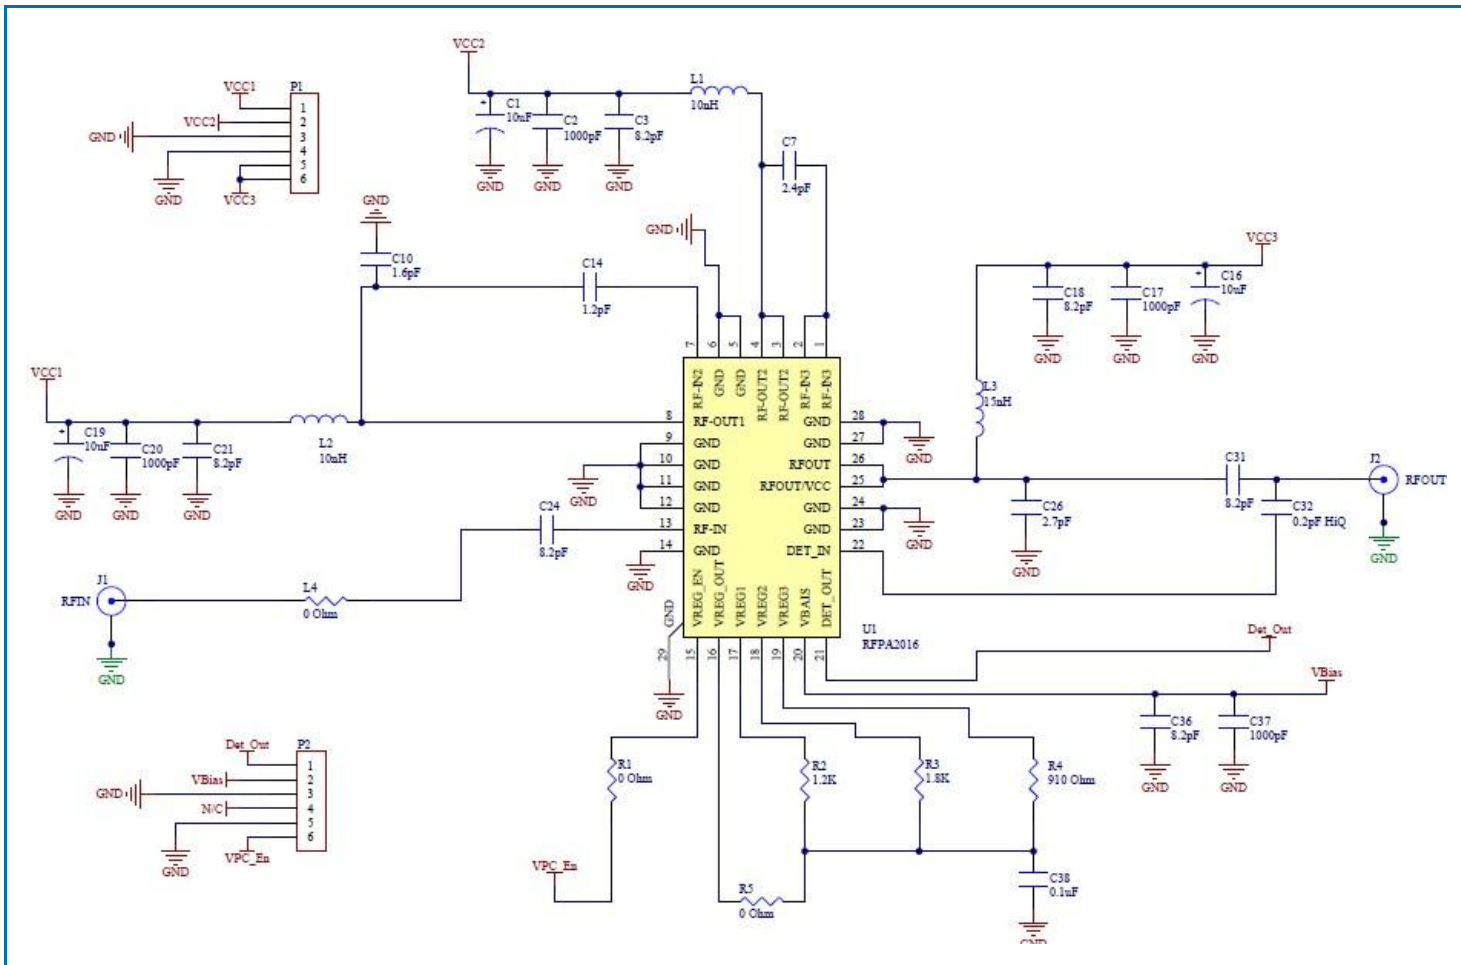 VCC2
VCC1
P1
1
VCC2
2
GND
3
4
5
6
GND
VCC3
L1
10nH
C1
10uF
C2
1000pF
C3
8.2pF
GND
GND
GND
C7
2.4pF
GND
C10
1.6pF
C14
1.2pF
GND
VCC3
C18
8.2pF
C17
1000pF
C16
10uF
GND
GND
GND
L3
15nH
VCC1
C19
10uF
C20
1000pF
C21
8.2pF
GND
GND
GND
L2
10nH
7
6
5
4
3
2
1
RF-IN2
GND
GND
RF-OUT2
RF-OUT2
RF-IN3
RF-IN3
8
RF-OUT1
9
GND
10
GND
11
GND
12
GND
13
RF-IN
14
GND
GND
GND
GND
28
GND
27
RFOUT
26
RFOUT/VCC
25
GND
24
GND
23
DET_IN
22
GND
GND
C26
2.7pF
GND
C31
8.2pF
C32
0.2pF HiQ
J2
RFOUT
GND
C24
8.2pF
J1
RFIN
GND
L4
0 Ohm
GND
VREG_EN
VREG_OUT
VREG1
VREG2
VREG3
VBAIS
DET_OUT
29
15
16
17
18
19
20
21
GND
U1
RFPA2016
Det_Out
VBias
C36
8.2pF
C37
1000pF
GND
GND
Det_Out
P2
1
VBias
2
GND
3
N/C
4
5
6
GND
VPC_En
R1
0 Ohm
VPC_En
R2
1.2K
R3
1.8K
R4
910 Ohm
R5
0 Ohm
C38
0.1uF
GND